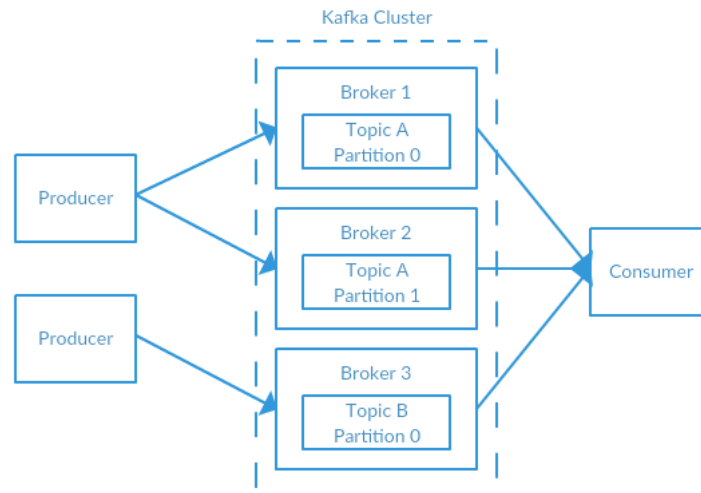 Kafka Cluster
Broker 1
Topic A
Partition 0
Producer
Broker 2
Topic A
Partition 1
Consumer
Producer
Broker 3
Topic B
Partition 0